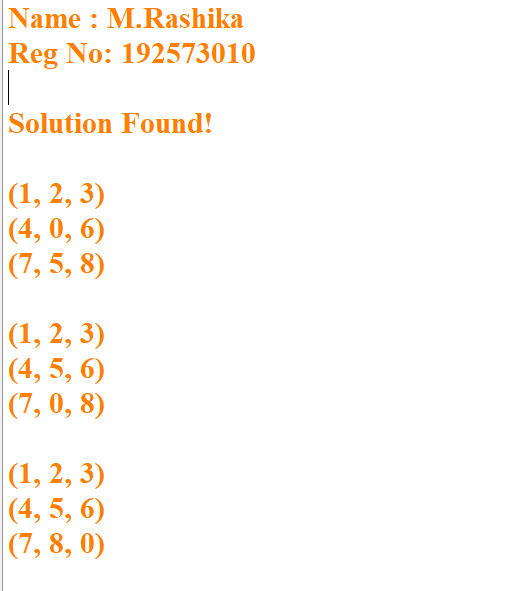 Name : M.Rashika
Reg No: 192573010
Solution Found!
(1, 2, 3)
(4, 0, 6)
(7, 5, 8)
(1, 2, 3)
(4, 5, 6)
(7, 0, 8)
(1, 2, 3)
(4, 5, 6)
(7, 8, 0)